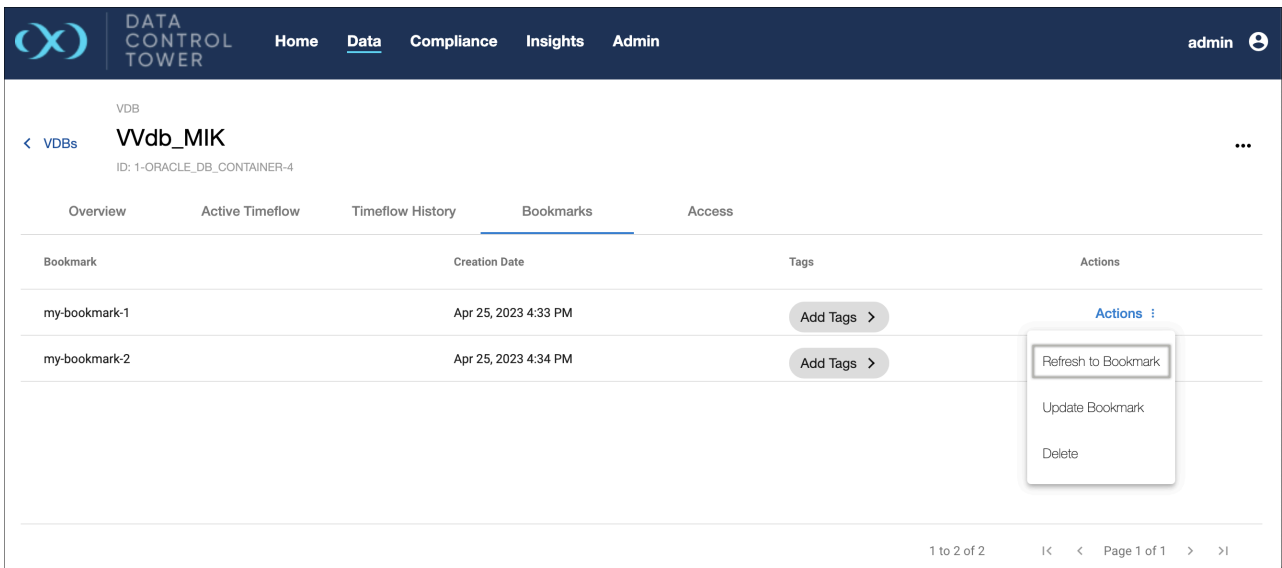 DATA
CONTROL
TOWER
Home Data Compliance Insights Admin admin
VDB
VDBs VVdb_MIK
ID: 1-ORACLE_DB_CONTAINER-4
Overview Active Timeflow Timeflow History Bookmarks Access
Bookmark Creation Date Tags Actions
my-bookmark-1 Apr 25, 2023 4:33 PM Add Tags Actions
my-bookmark-2 Apr 25, 2023 4:34 PM Add Tags
Refresh to Bookmark
Update Bookmark
Delete
1 to 2 of 2 Page 1 of 1